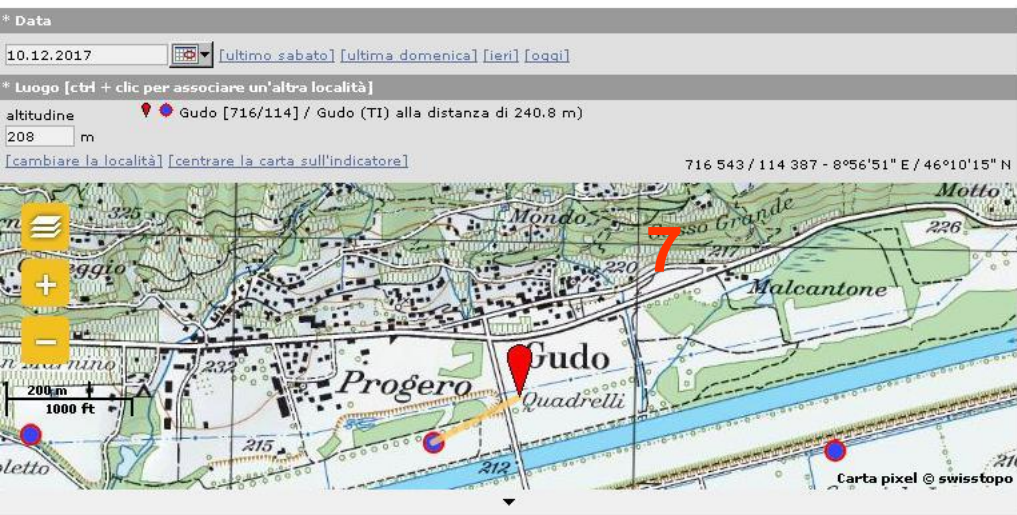 * Data
10.12.2017 [ultimo sabato] [ultima domenica] [ieri] [oggi]
* Luogo [ctrl + clic per associare un'altra località]
altitudine
Gudo [716/114] / Gudo (TI) alla distanza di 240.8 m)
208 m
[cambiare la località] [centrare la carta sull'indicatore]
716 543 / 114 387 - 8°56'51" E / 46°10'15" N
325
Mondo
Grande
Motto
226
7
217
220
+
Malcantone
−
232
Gudo
Progero
Quadrelli
200 m
1000 ft
215
212
Carta pixel © swisstopo